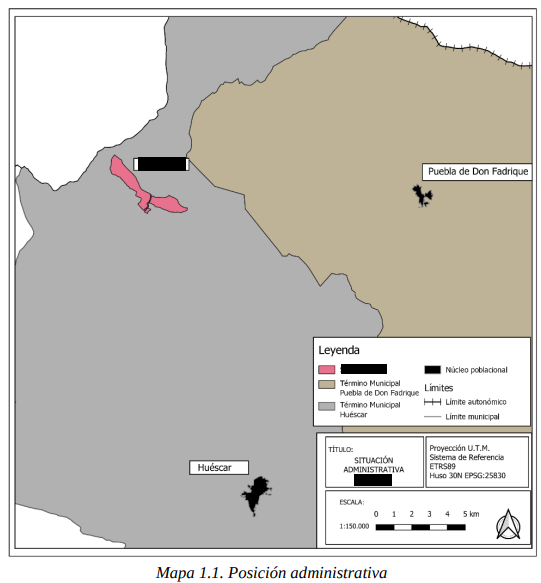 Puebla de Don Fadrique
Leyenda
Término Municipal
Puebla de Don Fadrique
Término Municipal
Huéscar
Núcleo poblacional
Límites
Límite autonómico
Límite municipal
Huéscar
TÍTULO:
SITUACIÓN
ADMINISTRATIVA
Proyección U.T.M.
Sistema de Referencia
ETRS89
Huso 30N EPSG:25830
ESCALA:
1:150.000
0 1 2 3 4 5 km
Mapa 1.1. Posición administrativa